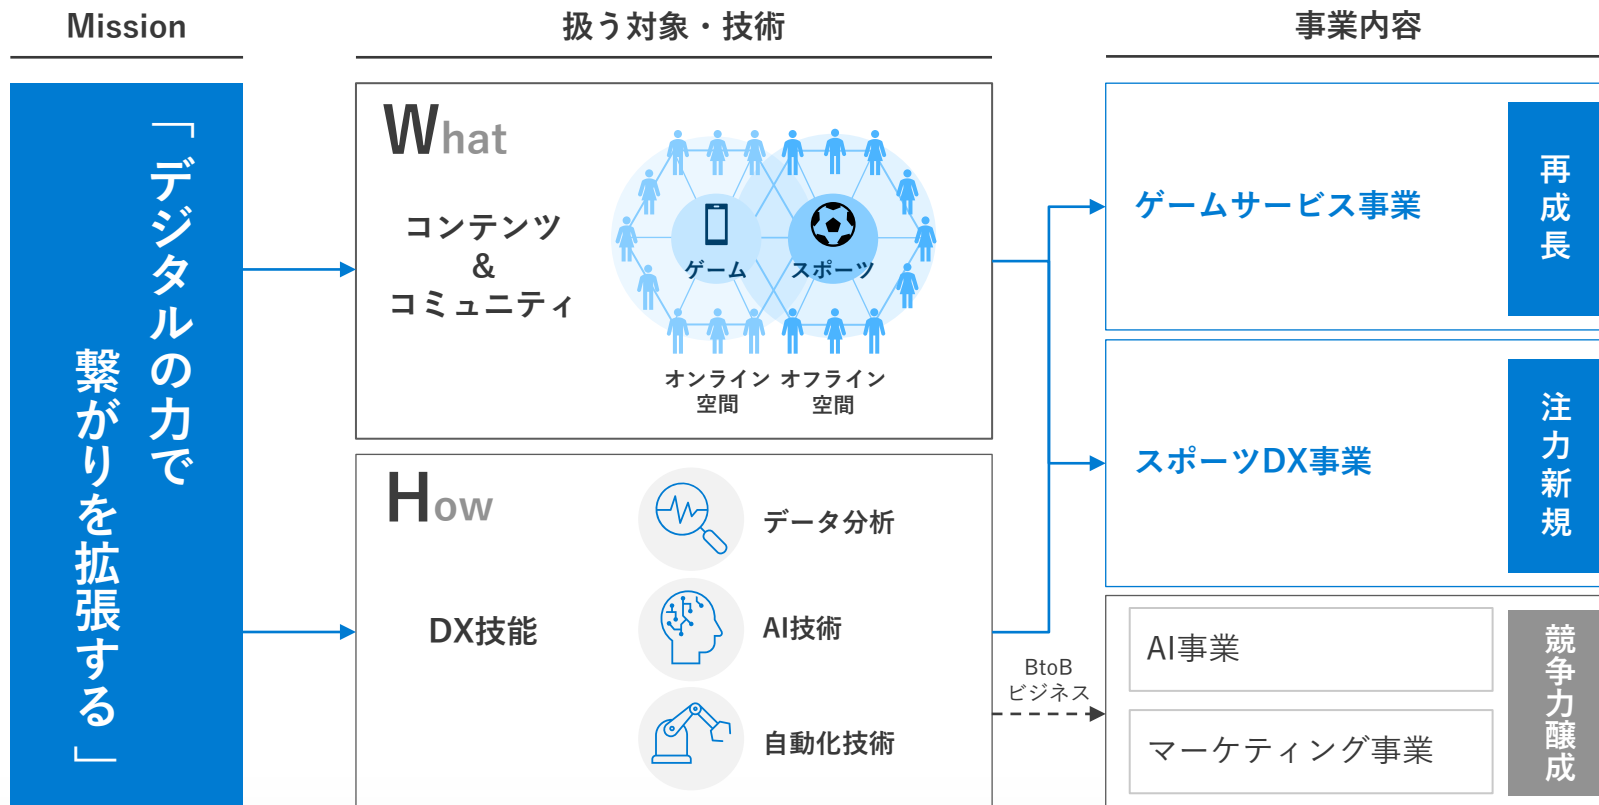 Mission
扱う対象・技術
事業内容
「デジタルの力で
繋がりを拡張する」
What
コンテンツ
&
コミュニティ
ゲーム
スポーツ
オンライン
空間
オフライン
空間
How
DX技能
データ分析
AI技術
自動化技術
BtoB
ビジネス
ゲームサービス事業
再成長
スポーツDX事業
注力新規
AI事業
マーケティング事業
競争力醸成